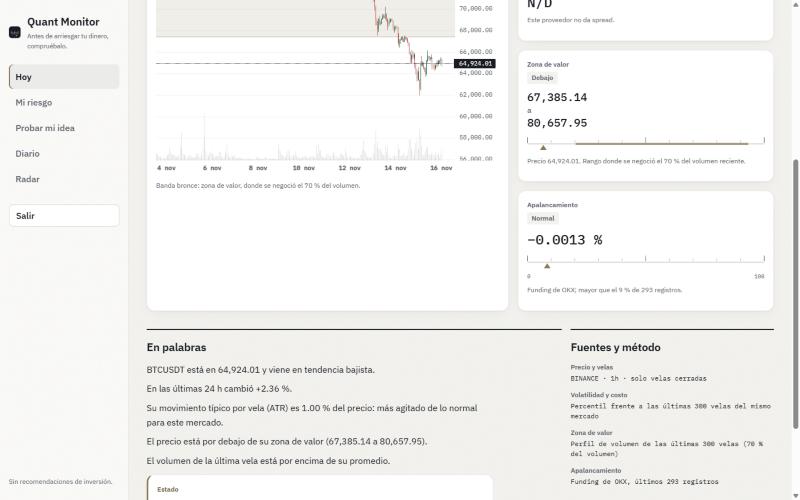 Quant Monitor
Antes de arriesgar tu dinero,
compruébalo.
Hoy
Mi riesgo
Probar mi idea
Diario
Radar
Salir
Sin recomendaciones de inversión.
70,000.00
68,000.00
66,000.00
64,924.01
64,000.00
62,000.00
60,000.00
58,000.00
56,000.00
4 nov 6 nov 8 nov 10 nov 12 nov 14 nov 16 nov
Banda bronce: zona de valor, donde se negoció el 70 % del volumen.
N/D
Este proveedor no da spread.
Zona de valor
Debajo
67,385.14
a
80,657.95
Precio 64,924.01. Rango donde se negoció el 70 % del volumen reciente.
Apalancamiento
Normal
−0.0013 %
0 100
Funding de OKX; mayor que el 9 % de 293 registros.
En palabras
BTCUSDT está en 64,924.01 y viene en tendencia bajista.
En las últimas 24 h cambió +2.36 %.
Su movimiento típico por vela (ATR) es 1.00 % del precio: más agitado de lo normal
para este mercado.
El precio está por debajo de su zona de valor (67,385.14 a 80,657.95).
El volumen de la última vela está por encima de su promedio.
Estado
Fuentes y método
Precio y velas
BINANCE · 1h · solo velas cerradas
Volatilidad y costo
Percentil frente a las últimas 300 velas del mismo
mercado
Zona de valor
Perfil de volumen de las últimas 300 velas (70 %
del volumen)
Apalancamiento
Funding de OKX, últimos 293 registros